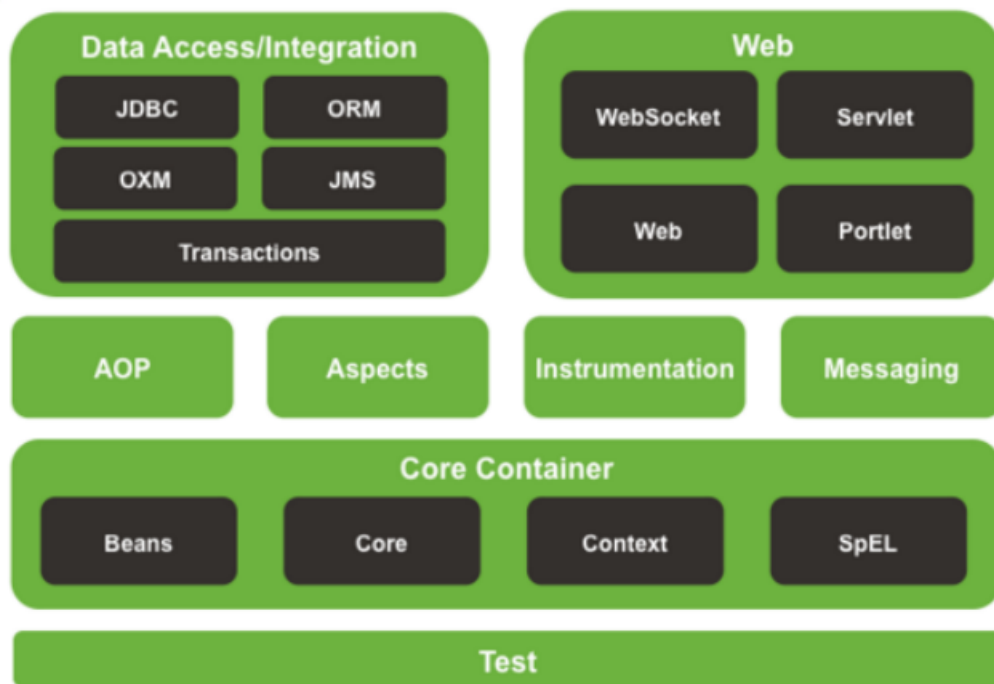 Data Access/Integration
JDBC
ORM
OXM
JMS
Transactions
Web
WebSocket
Servlet
Web
Portlet
AOP
Aspects
Instrumentation
Messaging
Core Container
Beans
Core
Context
SpEL
Test